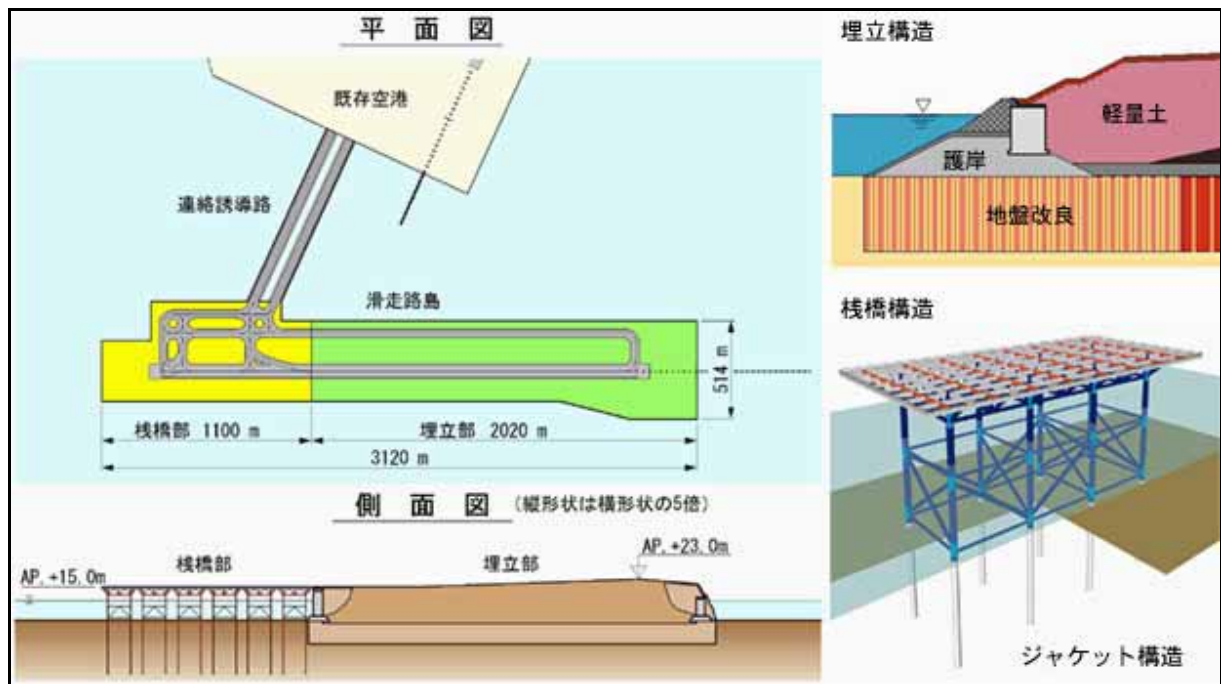 平 面 図
既存空港
連絡誘導路
滑走路島
514 m
桟橋部 1100 m
埋立部 2020 m
3120 m
側 面 図 (縦形状は横形状の5倍)
AP.+15.0m
桟橋部
埋立部
AP.+23.0m
埋立構造
軽量土
護岸
地盤改良
桟橋構造
ジャケット構造